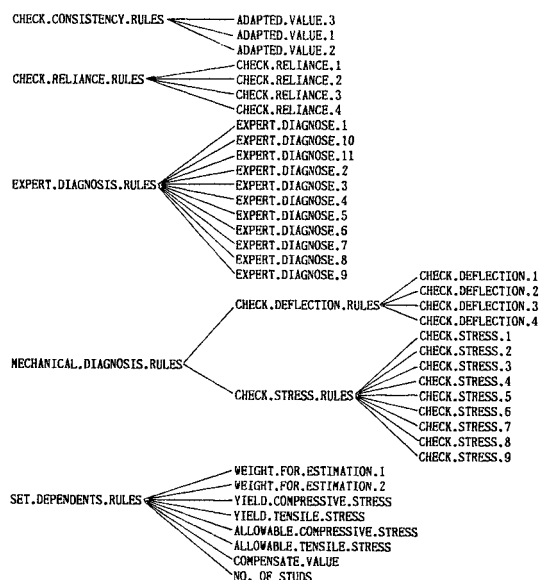 CHECK.CONSISTENCY.RULES
ADAPTED.VALUE.3
ADAPTED.VALUE.1
ADAPTED.VALUE.2
CHECK.RELIANCE.RULES
CHECK.RELIANCE.1
CHECK.RELIANCE.2
CHECK.RELIANCE.3
CHECK.RELIANCE.4
EXPERT.DIAGNOSIS.RULES
EXPERT.DIAGNOSE.1
EXPERT.DIAGNOSE.10
EXPERT.DIAGNOSE.11
EXPERT.DIAGNOSE.2
EXPERT.DIAGNOSE.3
EXPERT.DIAGNOSE.4
EXPERT.DIAGNOSE.5
EXPERT.DIAGNOSE.6
EXPERT.DIAGNOSE.7
EXPERT.DIAGNOSE.8
EXPERT.DIAGNOSE.9
MECHANICAL.DIAGNOSIS.RULES
CHECK.DEFLECTION.RULES
CHECK.DEFLECTION.1
CHECK.DEFLECTION.2
CHECK.DEFLECTION.3
CHECK.DEFLECTION.4
CHECK.STRESS.RULES
CHECK.STRESS.1
CHECK.STRESS.2
CHECK.STRESS.3
CHECK.STRESS.4
CHECK.STRESS.5
CHECK.STRESS.6
CHECK.STRESS.7
CHECK.STRESS.8
CHECK.STRESS.9
SET.DEPENDENTS.RULES
WEIGHT.FOR.ESTIMATION.1
WEIGHT.FOR.ESTIMATION.2
YIELD.COMPRESSIVE.STRESS
YIELD.TENSILE.STRESS
ALLOWABLE.COMPRESSIVE.STRESS
ALLOWABLE.TENSILE.STRESS
COMPENSATE.VALUE
NO. OF STUDS